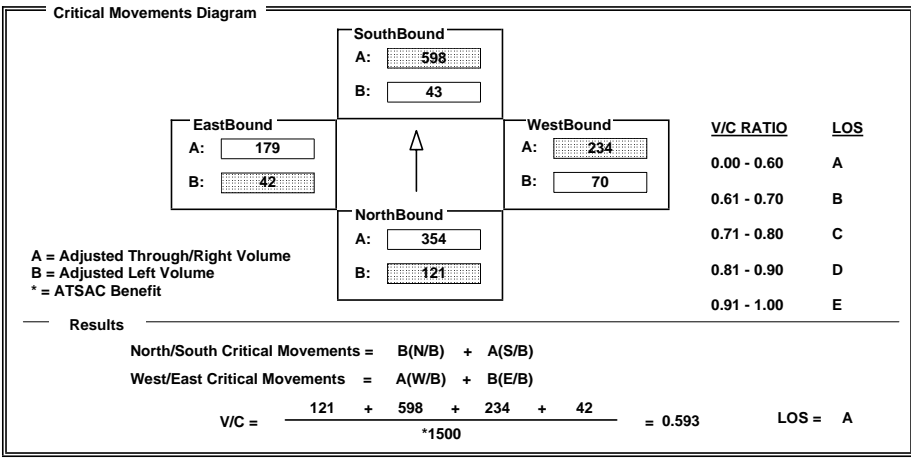 Critical Movements Diagram
SouthBound
A: 598
B: 43
EastBound
A: 179
B: 42
WestBound
A: 234
B: 70
NorthBound
A: 354
B: 121
V/C RATIO LOS
0.00 - 0.60 A
0.61 - 0.70 B
0.71 - 0.80 C
0.81 - 0.90 D
0.91 - 1.00 E
A = Adjusted Through/Right Volume
B = Adjusted Left Volume
* = ATSAC Benefit
Results
North/South Critical Movements = B(N/B) + A(S/B)
West/East Critical Movements = A(W/B) + B(E/B)
V/C = 121 + 598 + 234 + 42 = 0.593 LOS = A
*1500